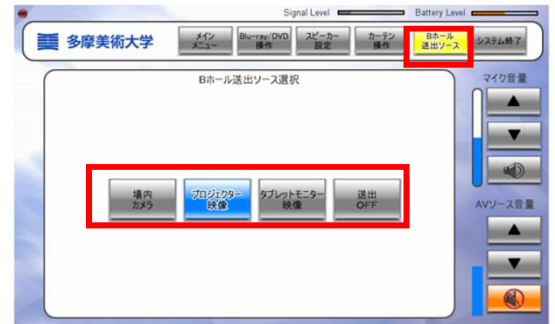 Signal Level
Battery Level
多摩美術大学
メイン
メニュー
Blu-ray/DVD
操作
スピーカー
設定
カーテン
操作
Bホール
送出ソース
システム終了
Bホール送出ソース選択
場内
カメラ
プロジェクター
映像
タブレットモニター
映像
送出
OFF
マイク音量
AVソース音量